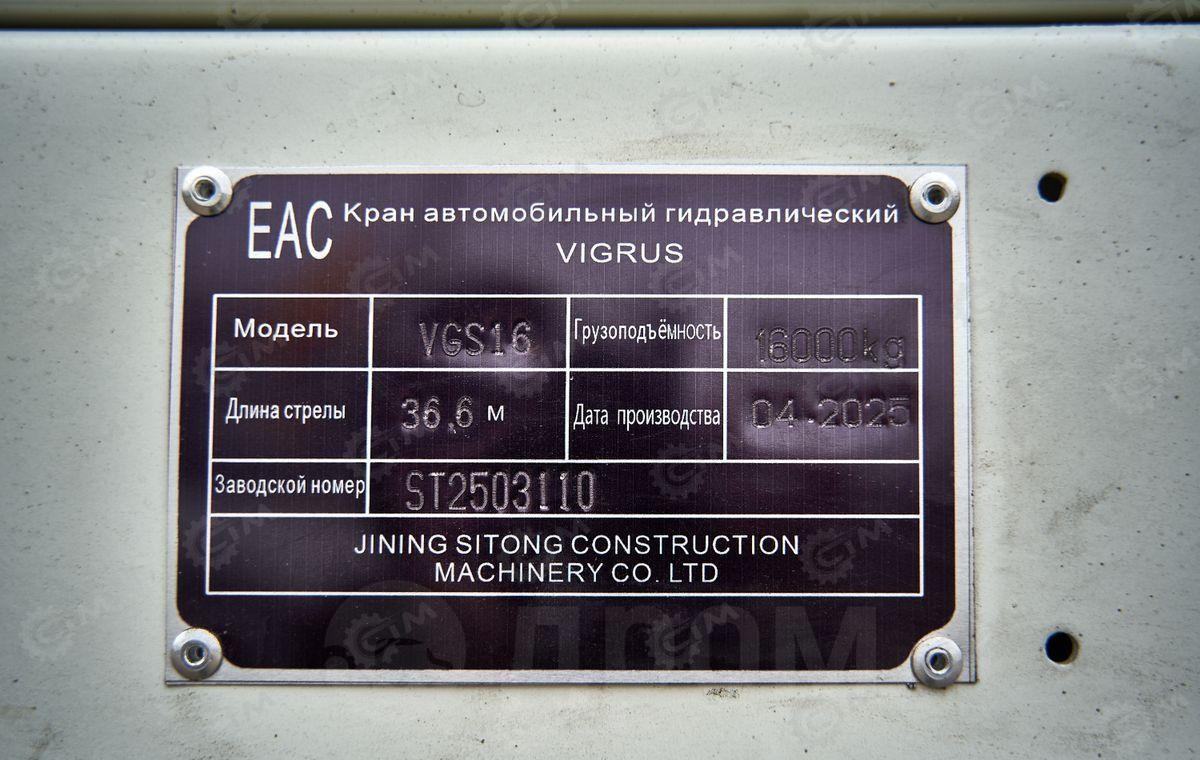 EAC Кран автомобильный гидравлический
VIGRUS
Модель VGS16 Грузоподъёмность 16000kg
Длина стрелы 36,6 м Дата производства 04.2025
Заводской номер ST2503110
JINING SITONG CONSTRUCTION
MACHINERY CO. LTD
ДРОМ